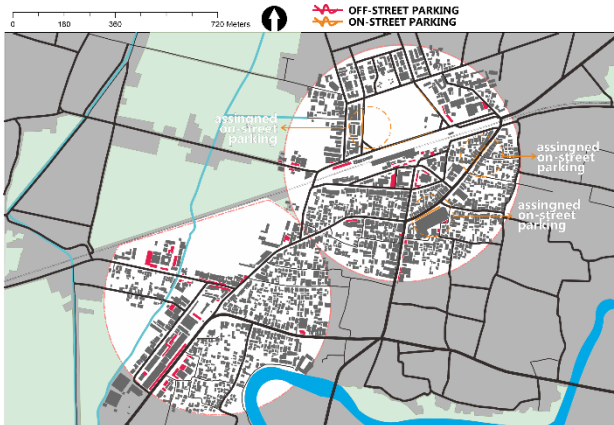 0 180 360 720 Meters
OFF-STREET PARKING
ON-STREET PARKING
assingned
on-street
parking
assingned
on-street
parking
assingned
on-street
parking